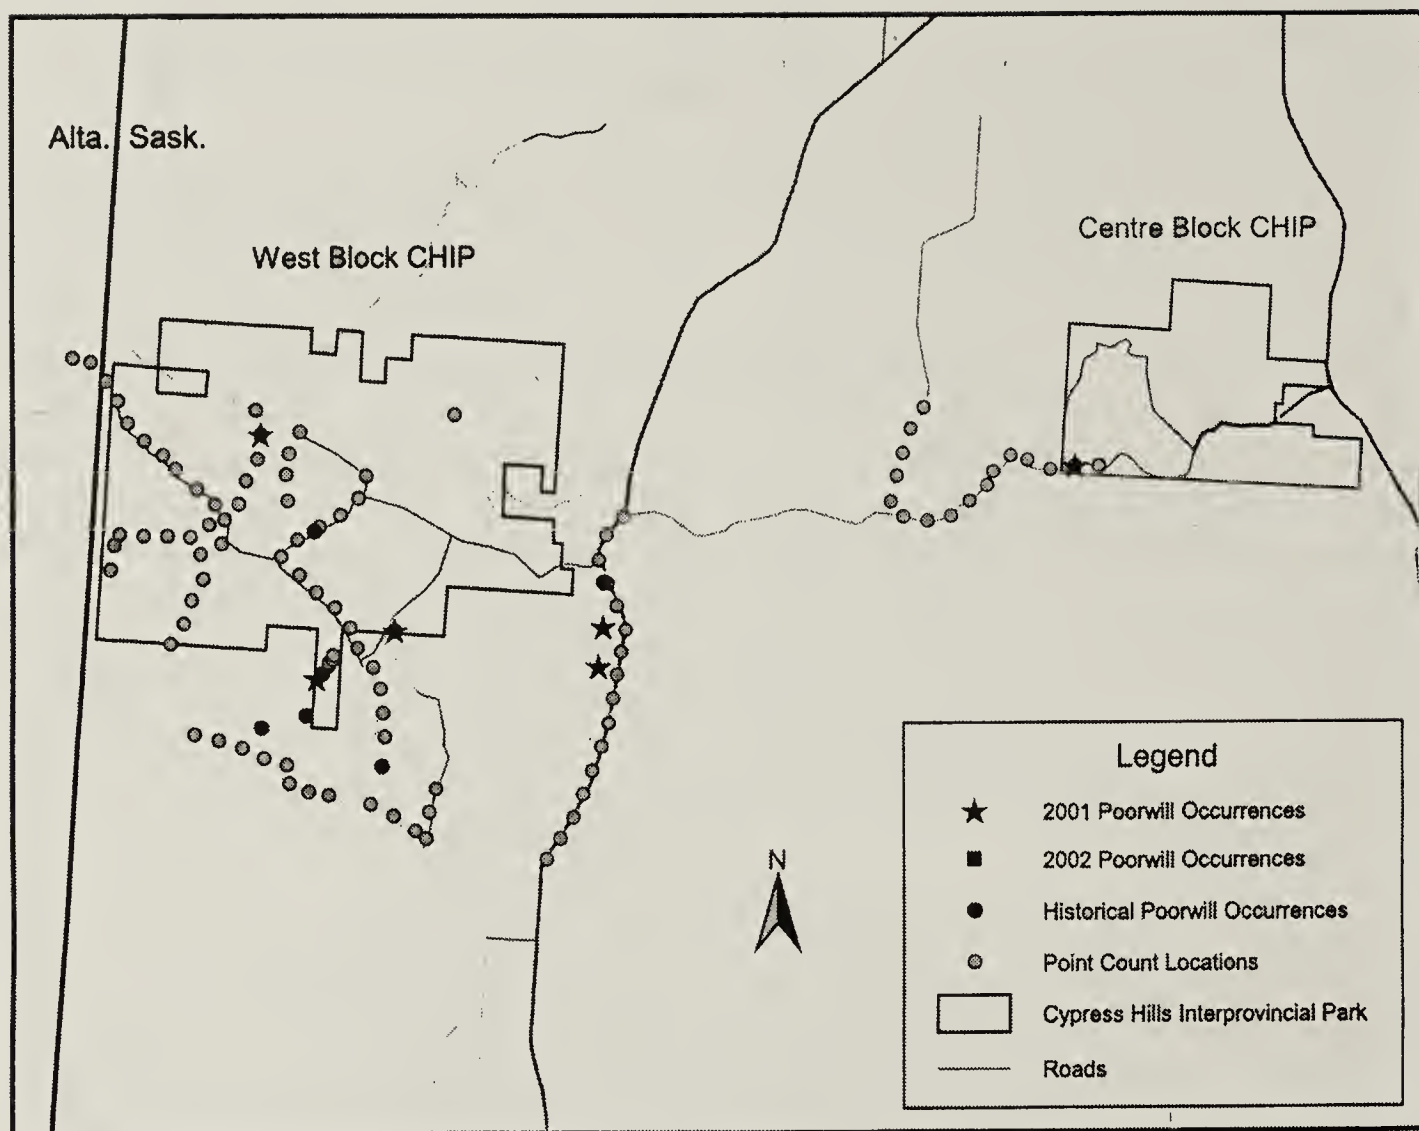 Alta. Sask.
West Block CHIP
Centre Block CHIP
N
Legend
2001 Poorwill Occurrences
2002 Poorwill Occurrences
Historical Poorwill Occurrences
Point Count Locations
Cypress Hills Interprovincial Park
Roads